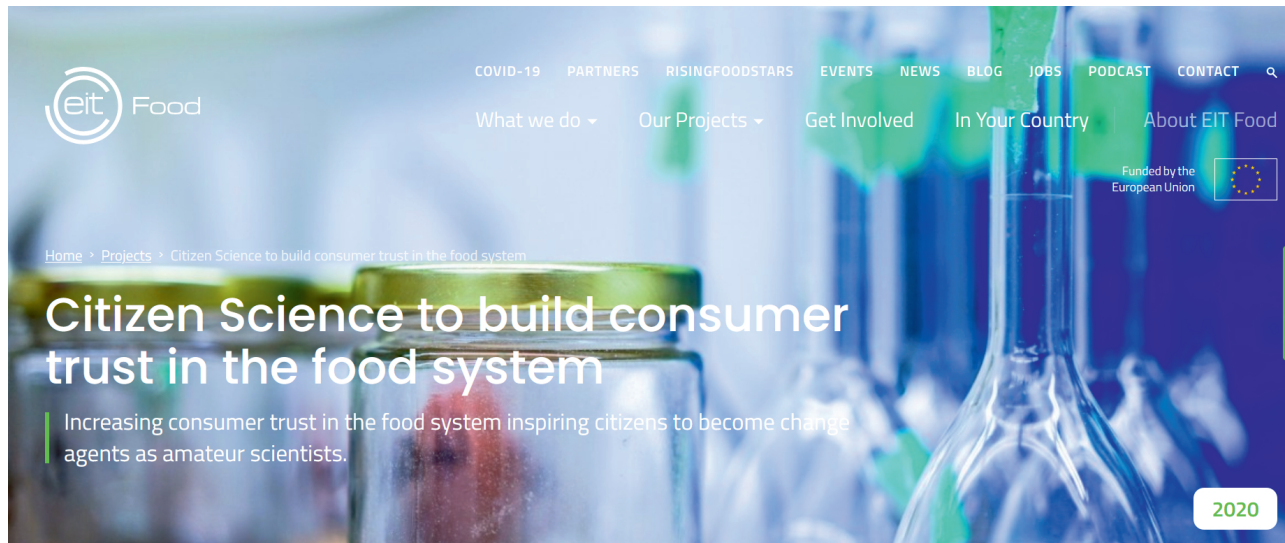 COVID-19 PARTNERS RISINGFOODSTARS EVENTS NEWS BLOG JOBS PODCAST CONTACT
eit Food
What we do Our Projects Get Involved In Your Country About EIT Food
Funded by the
European Union
Home > Projects > Citizen Science to build consumer trust in the food system
Citizen Science to build consumer
trust in the food system
Increasing consumer trust in the food system inspiring citizens to become change
agents as amateur scientists.
2020